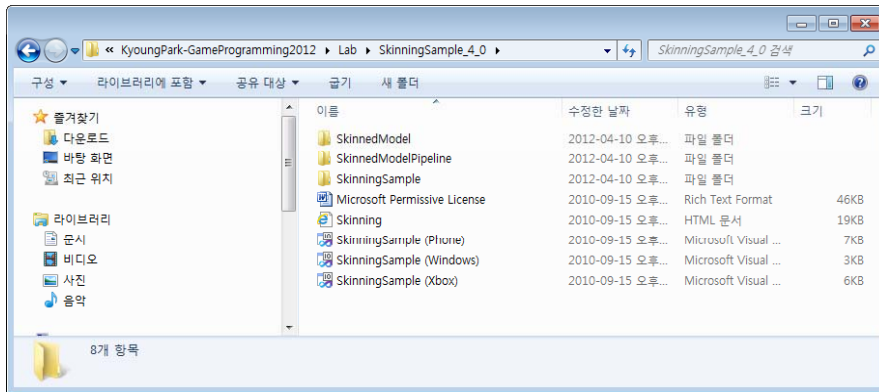 « KyoungPark-GameProgramming2012 ▸ Lab ▸ SkinningSample_4_0 ▸
SkinningSample_4_0 검색
구성 ▼ 라이브러리에 포함 ▼ 공유 대상 ▼ 굽기 새 폴더
즐겨찾기
다운로드
바탕 화면
최근 위치
라이브러리
문서
비디오
사진
음악
이름 수정한 날짜 유형 크기
SkinnedModel 2012-04-10 오후... 파일 폴더
SkinnedModelPipeline 2012-04-10 오후... 파일 폴더
SkinningSample 2012-04-10 오후... 파일 폴더
Microsoft Permissive License 2010-09-15 오후... Rich Text Format 46KB
Skinning 2010-09-15 오후... HTML 문서 19KB
SkinningSample (Phone) 2010-09-15 오후... Microsoft Visual ... 7KB
SkinningSample (Windows) 2010-09-15 오후... Microsoft Visual ... 3KB
SkinningSample (Xbox) 2010-09-15 오후... Microsoft Visual ... 6KB
8개 항목